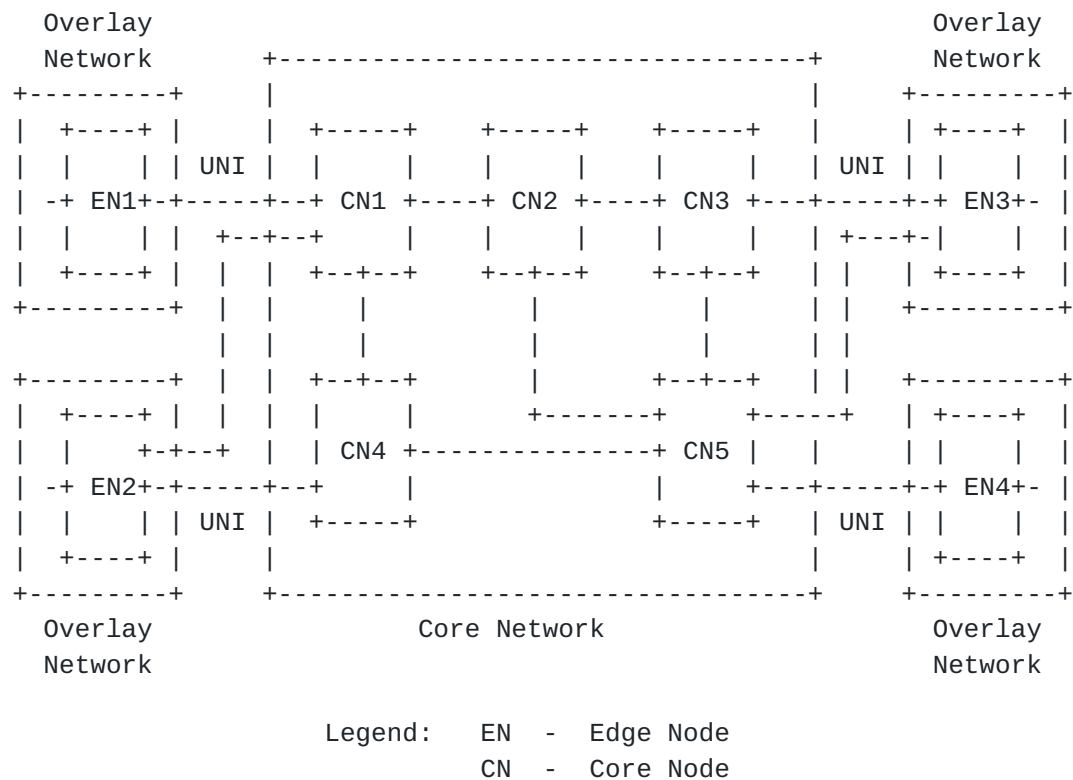 Overlay Overlay
Network Network
UNI UNI
EN1 CN1 CN2 CN3 EN3
CN4 CN5
EN2 EN4
UNI UNI
Overlay Core Network Overlay
Network Network
Legend: EN - Edge Node
CN - Core Node